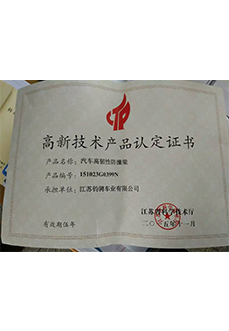 高新技术产品认定证书
产品名称：汽车高韧性防撞梁
产品编号：151023G0399N
承担单位：江苏钧骋车业有限公司
江苏省科学技术厅
有效期伍年
二〇一五年十一月